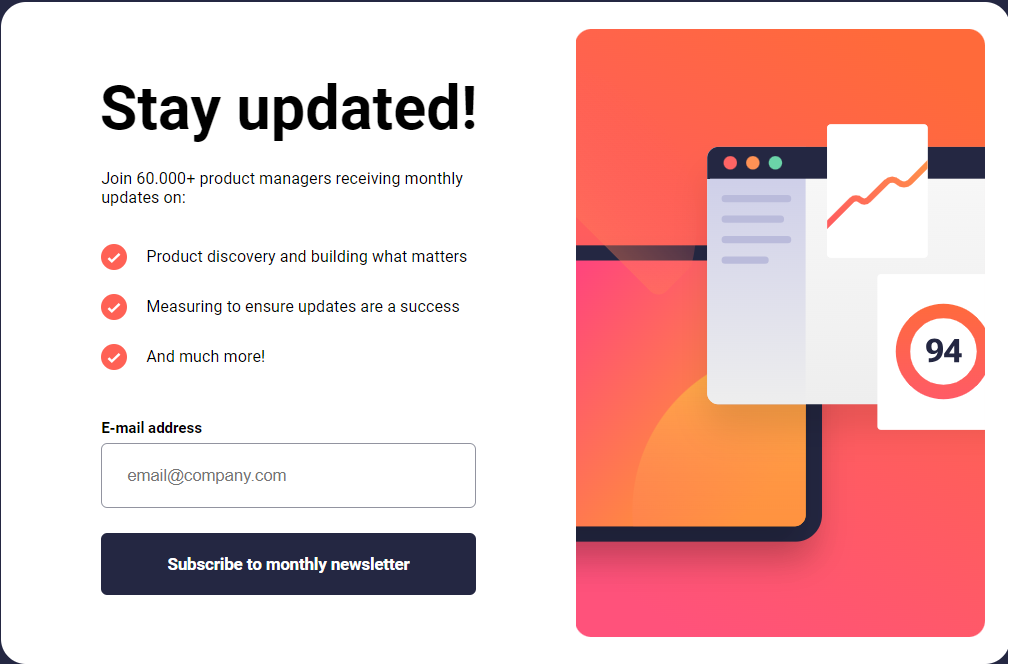 Stay updated!
Join 60.000+ product managers receiving monthly
updates on:
Product discovery and building what matters
Measuring to ensure updates are a success
And much more!
E-mail address
email@company.com
Subscribe to monthly newsletter
94